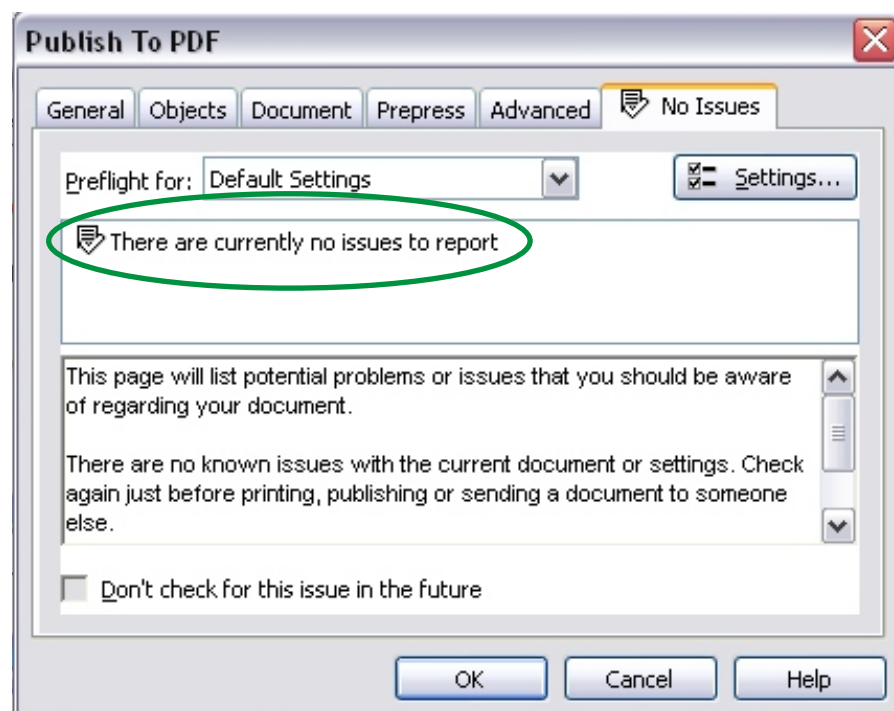 Publish To PDF
General Objects Document Prepress Advanced No Issues
Preflight for: Default Settings Settings...
There are currently no issues to report
This page will list potential problems or issues that you should be aware
of regarding your document.
There are no known issues with the current document or settings. Check
again just before printing, publishing or sending a document to someone
else.
Don't check for this issue in the future
OK Cancel Help